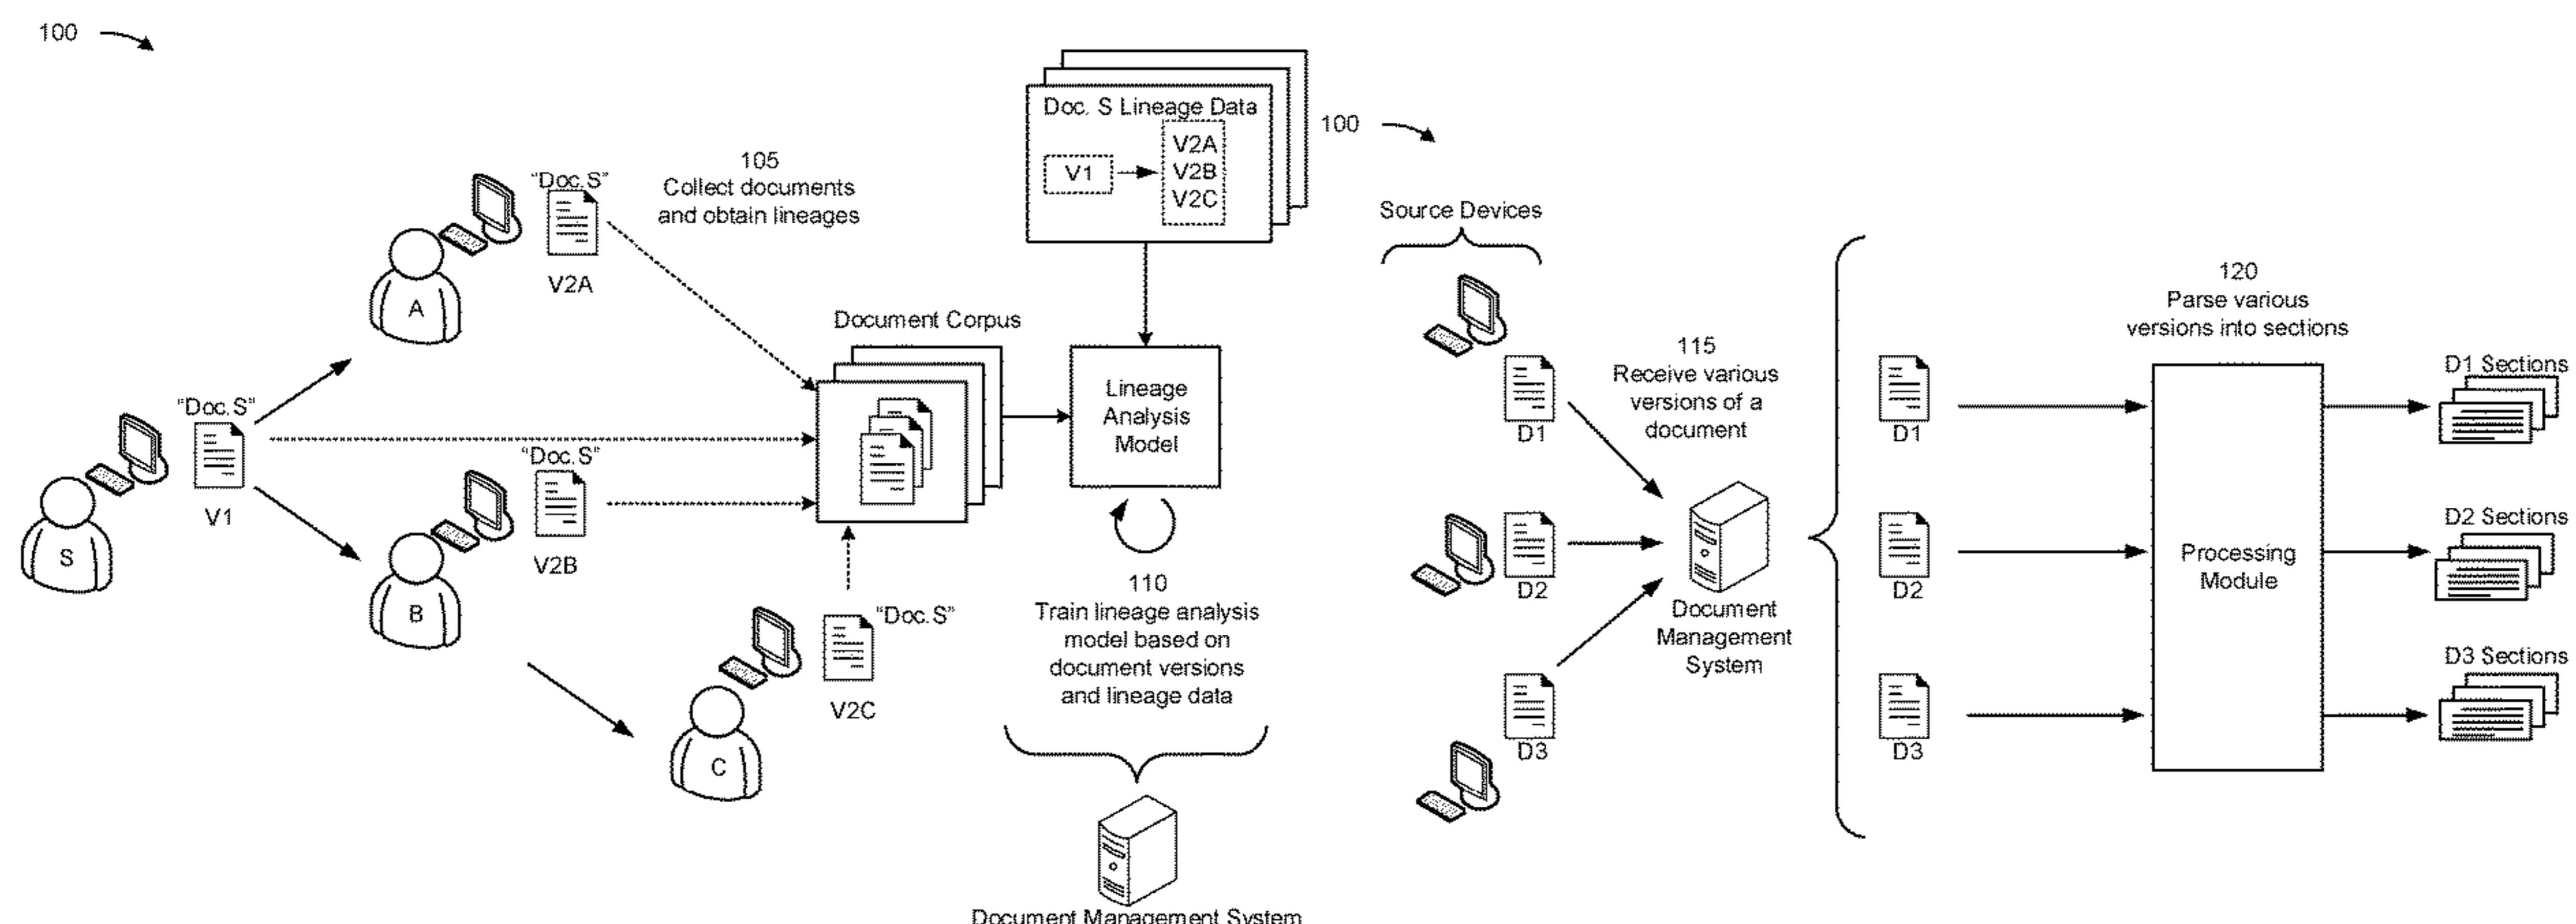 100
105
Collect documents
and obtain lineages
"Doc.S"
V2A
A
"Doc.S"
V1
S
"Doc.S"
V2B
B
"Doc.S"
V2C
C
Document Corpus
Doc. S Lineage Data
V1
V2A
V2B
V2C
Lineage
Analysis
Model
110
Train lineage analysis
model based on
document versions
and lineage data
Document Management System
100
Source Devices
D1
D2
D3
115
Receive various
versions of a
document
Document
Management
System
D1
D2
D3
120
Parse various
versions into sections
Processing
Module
D1 Sections
D2 Sections
D3 Sections